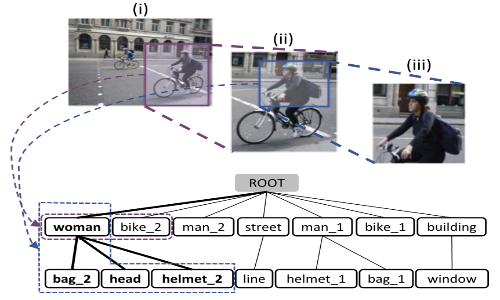 (i)
(ii)
(iii)
ROOT
woman bike_2 man_2 street man_1 bike_1 building
bag_2 head helmet_2 line helmet_1 bag_1 window